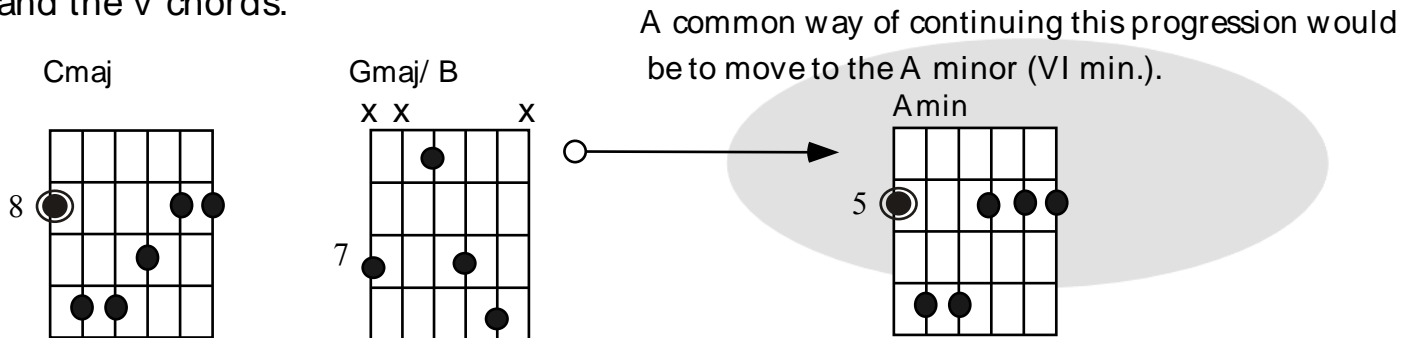 and the V chords.
A common way of continuing this progression would
be to move to the A minor (VI min.).
Cmaj
Gmaj/ B
Amin
x x x
8
7
5